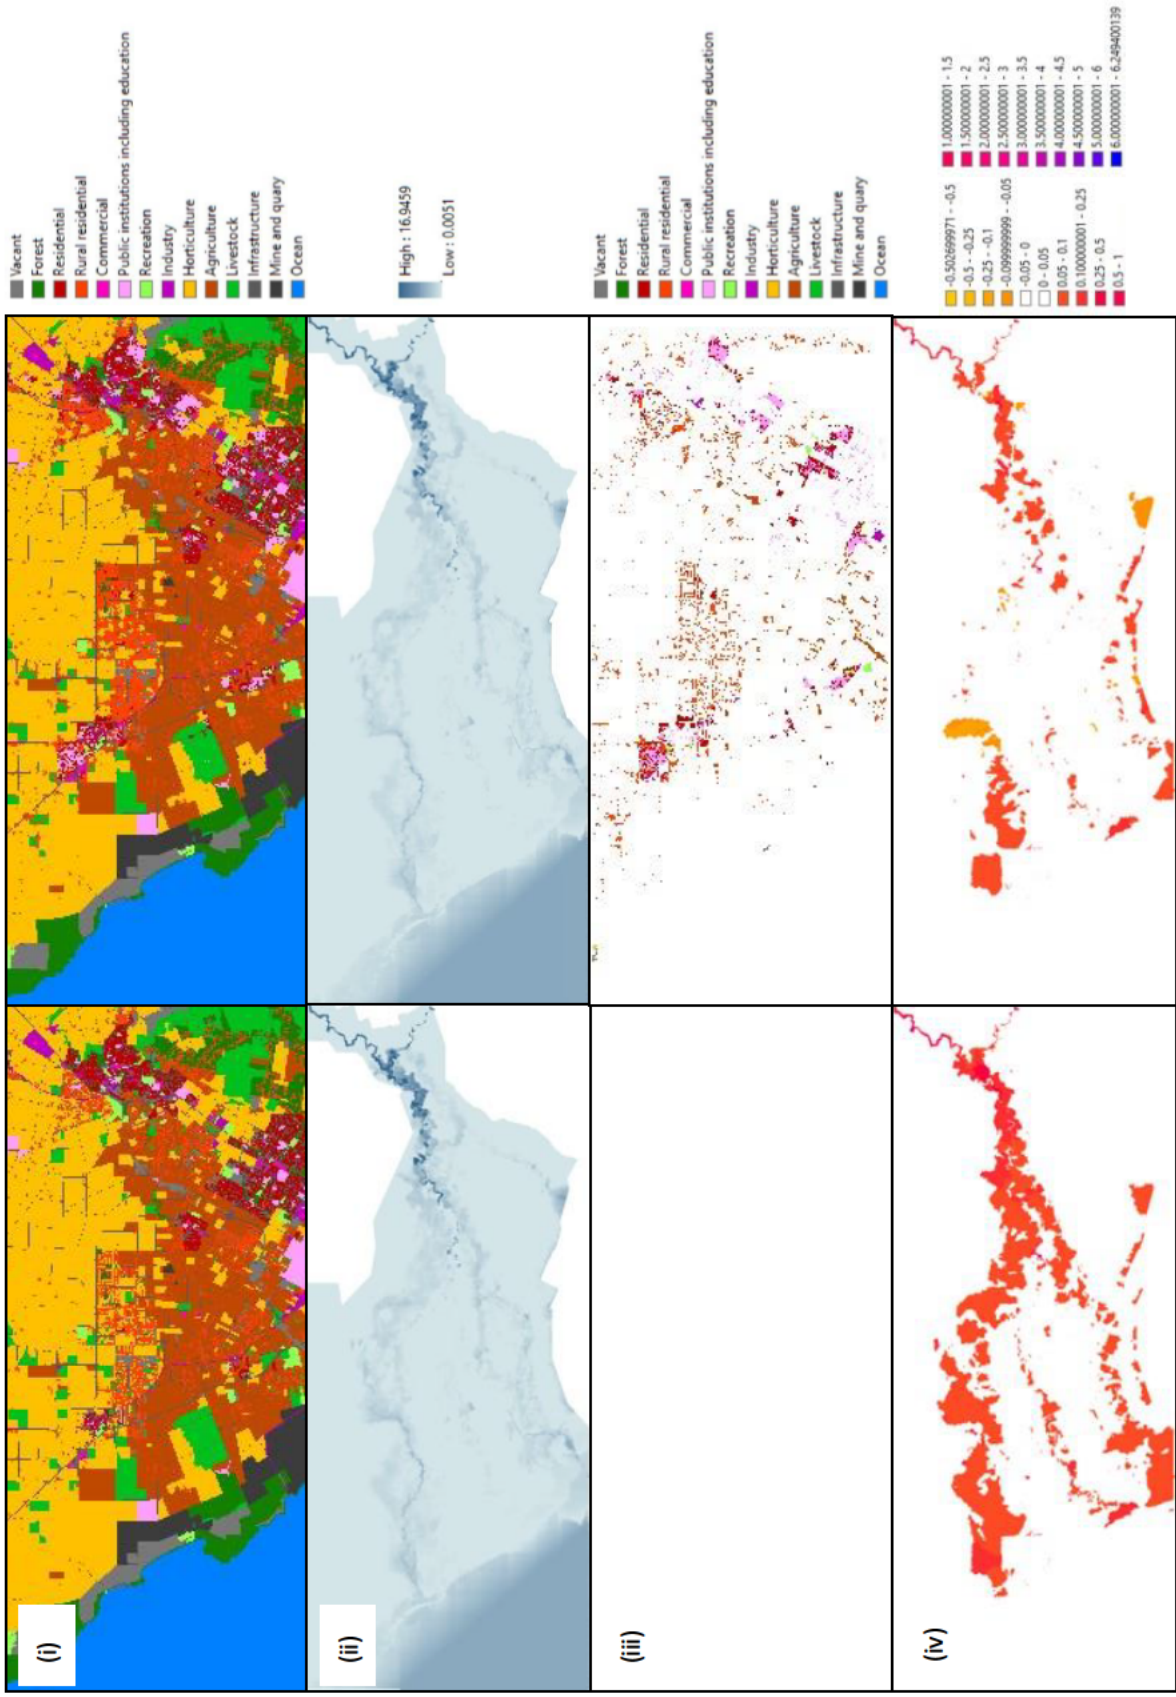 (i)
Vacant
Forest
Residential
Rural residential
Commercial
Public institutions including education
Recreation
Industry
Horticulture
Agriculture
Livestock
Infrastructure
Mine and quary
Ocean
(ii)
High : 16.9459
Low : 0.0051
(iii)
Vacant
Forest
Residential
Rural residential
Commercial
Public institutions including education
Recreation
Industry
Horticulture
Agriculture
Livestock
Infrastructure
Mine and quary
Ocean
(iv)
-0.502699971 - -0.5
-0.5 - -0.25
-0.25 - -0.1
-0.099999999 - -0.05
-0.05 - 0
0 - 0.05
0.05 - 0.1
0.100000001 - 0.25
0.25 - 0.5
0.5 - 1
1.000000001 - 1.5
1.500000001 - 2
2.000000001 - 2.5
2.500000001 - 3
3.000000001 - 3.5
3.500000001 - 4
4.000000001 - 4.5
4.500000001 - 5
5.000000001 - 6
6.000000001 - 6.249400139